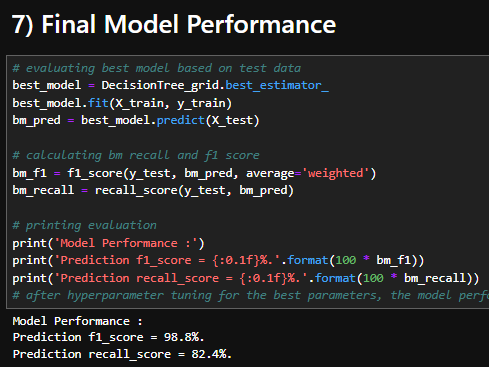 7) Final Model Performance
# evaluating best model based on test data
best_model = DecisionTree_grid.best_estimator_
best_model.fit(X_train, y_train)
bm_pred = best_model.predict(X_test)
# calculating bm recall and f1 score
bm_f1 = f1_score(y_test, bm_pred, average='weighted')
bm_recall = recall_score(y_test, bm_pred)
# printing evaluation
print('Model Performance :')
print('Prediction f1_score = {:0.1f}%.'.format(100 * bm_f1))
print('Prediction recall_score = {:0.1f}%.'.format(100 * bm_recall))
# after hyperparameter tuning for the best parameters, the model perf
Model Performance :
Prediction f1_score = 98.8%.
Prediction recall_score = 82.4%.